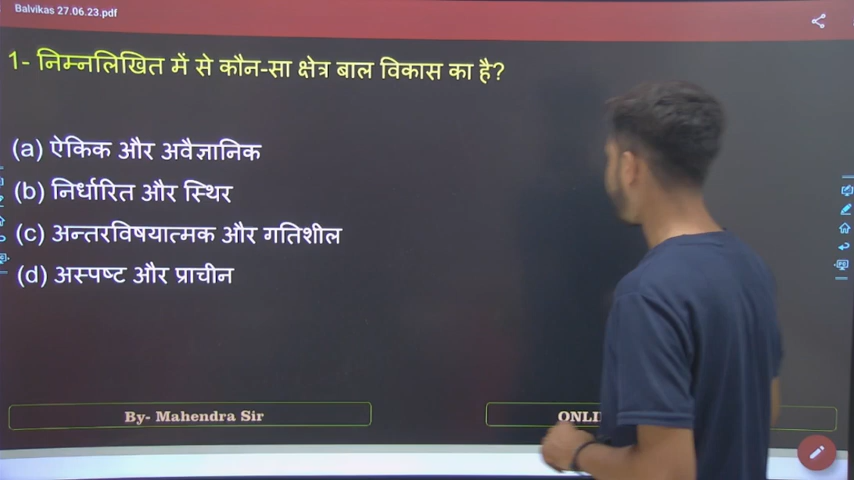 Balvikas 27.06.23.pdf
1- निम्नलिखित में से कौन-सा क्षेत्र बाल विकास का है?
(a) ऐकिक और अवैज्ञानिक
(b) निर्धारित और स्थिर
(c) अन्तरविषयात्मक और गतिशील
(d) अस्पष्ट और प्राचीन
By- Mahendra Sir